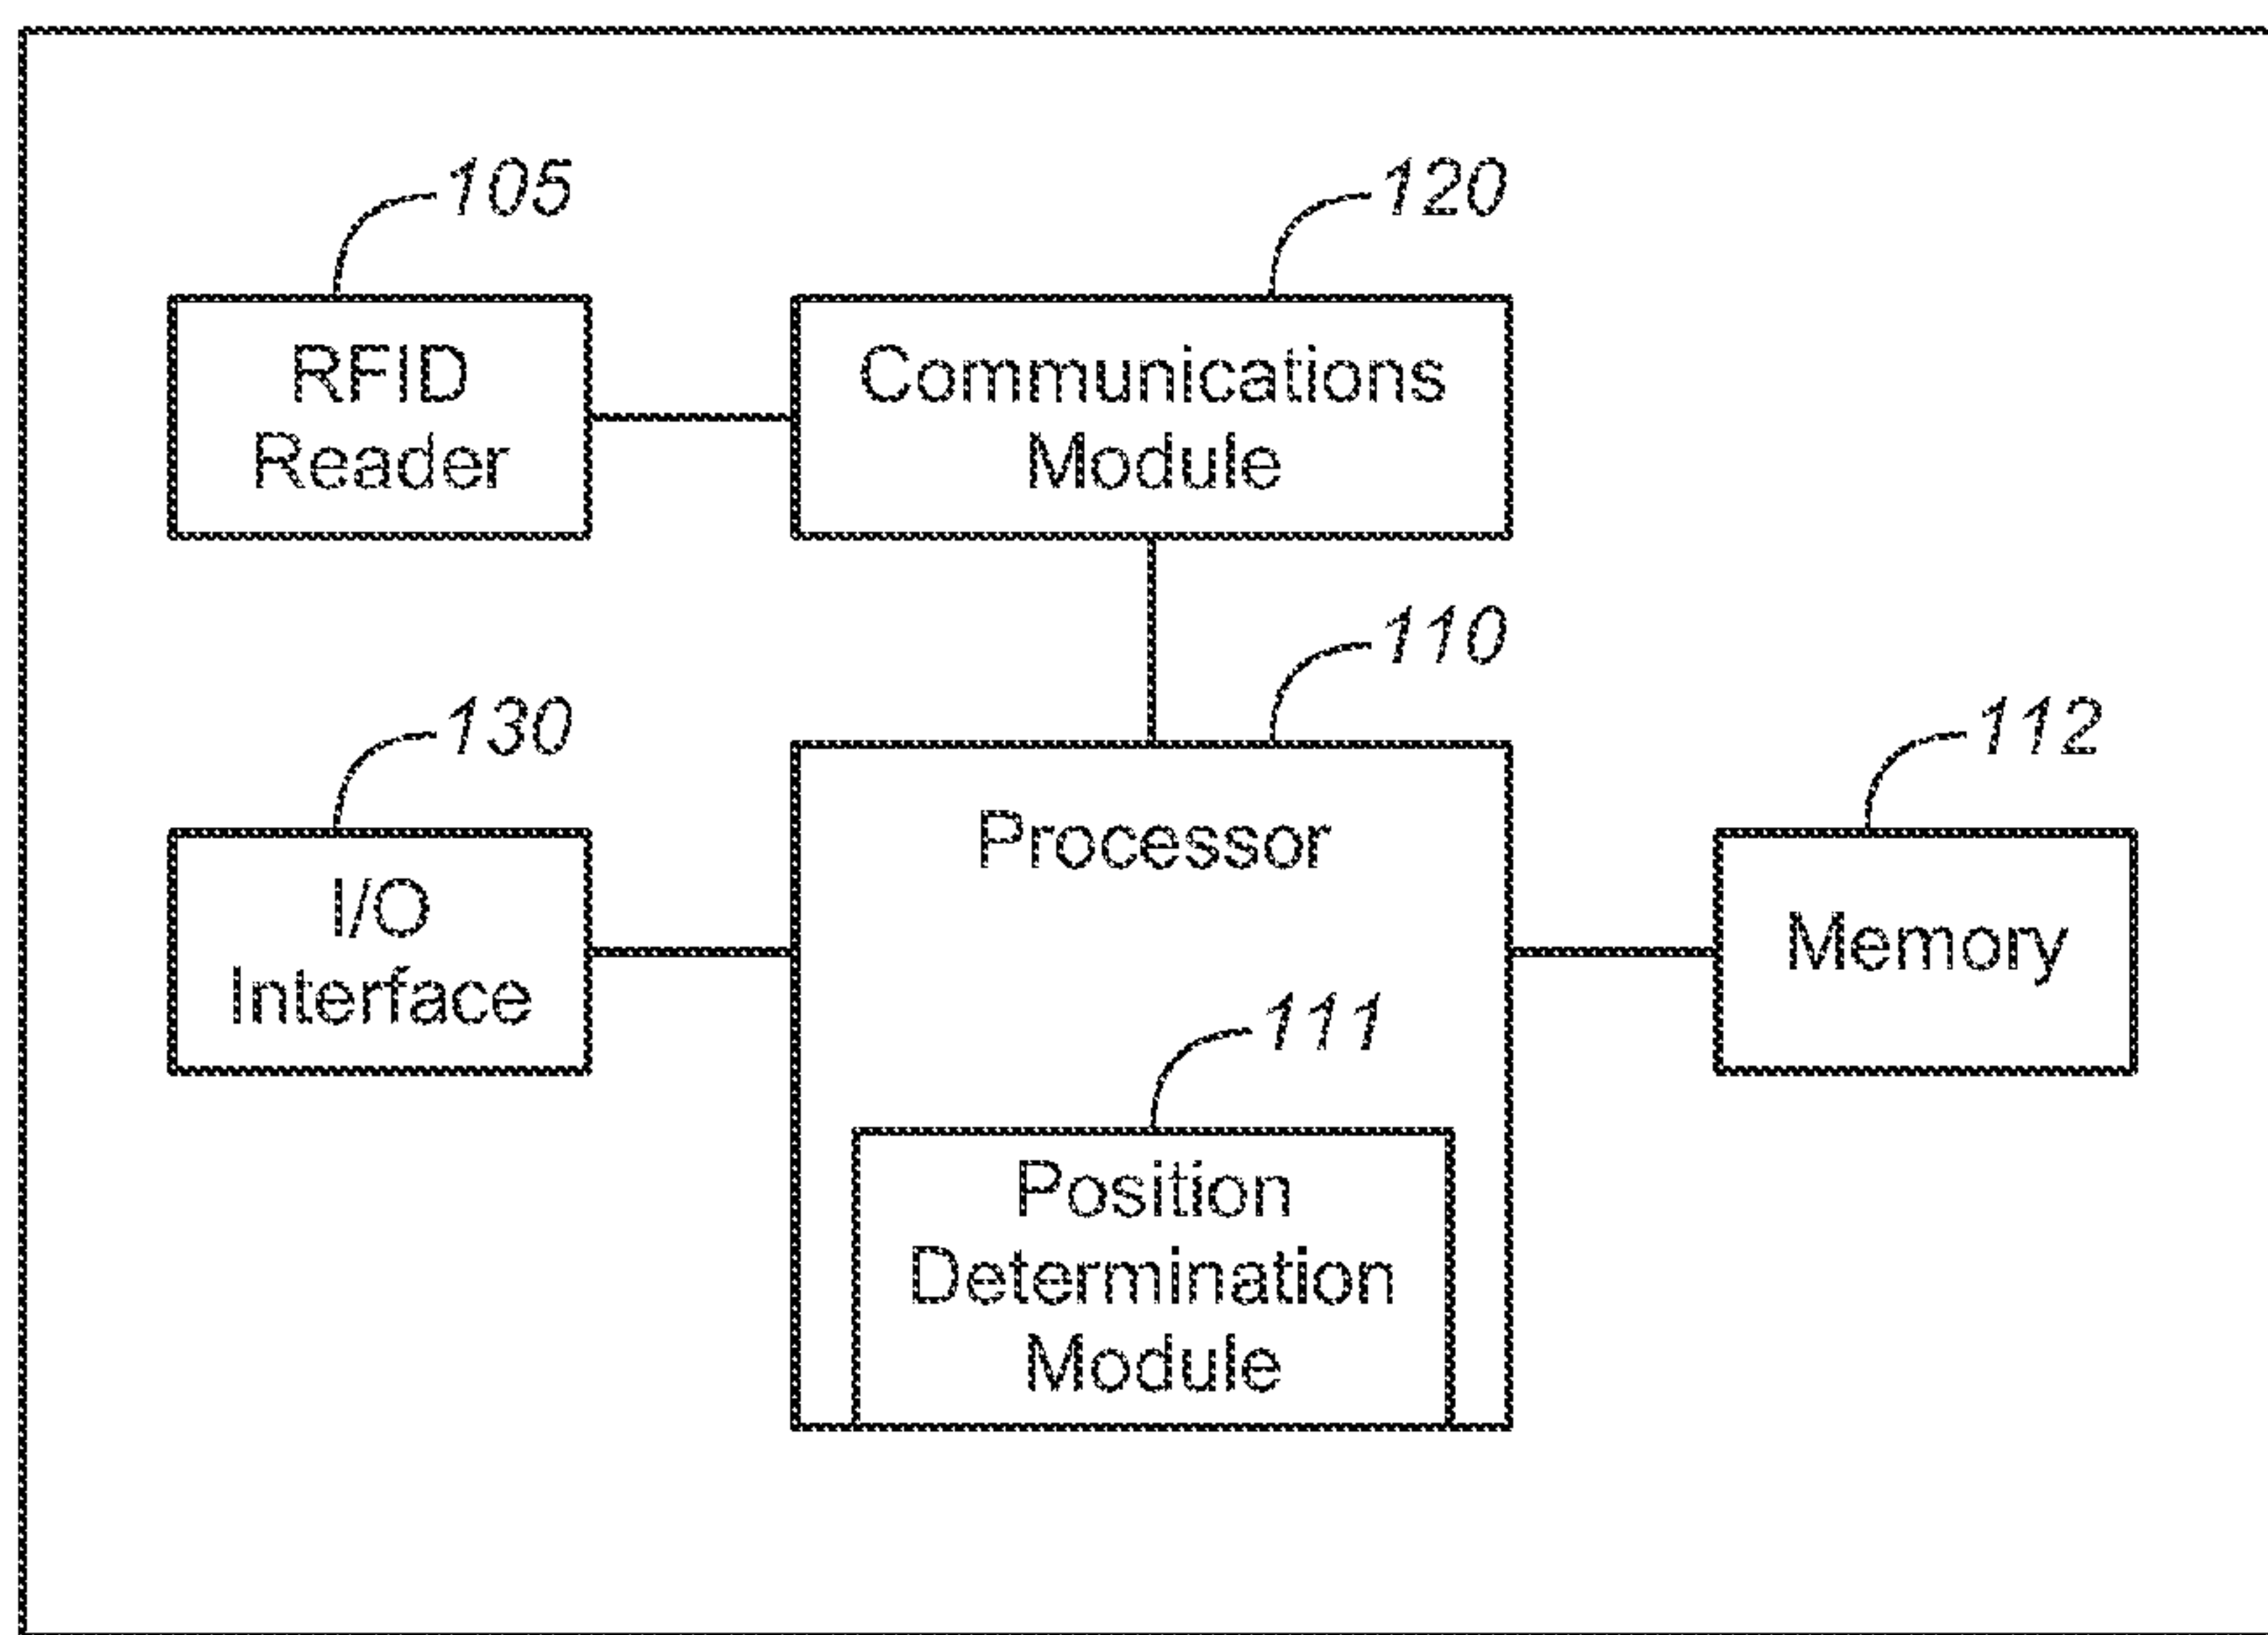 105
120
RFID
Reader
Communications
Module
110
130
112
I/O
Interface
Processor
Memory
111
Position
Determination
Module